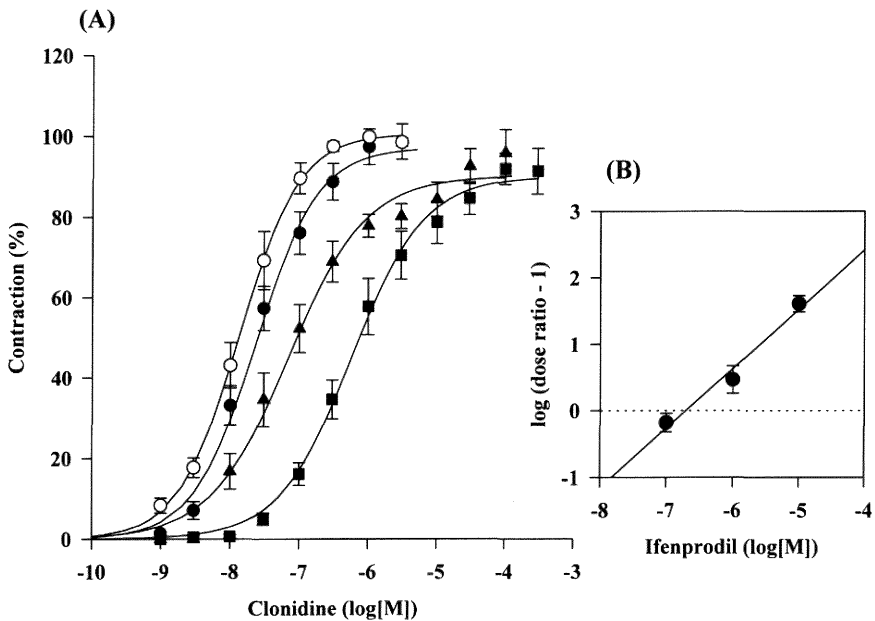 (A)
120
100
80
60
40
20
0
Contraction (%)
-10 -9 -8 -7 -6 -5 -4 -3
Clonidine (log[M])
(B)
3
2
1
0
-1
log (dose ratio - 1)
-8 -7 -6 -5 -4
Ifenprodil (log[M])